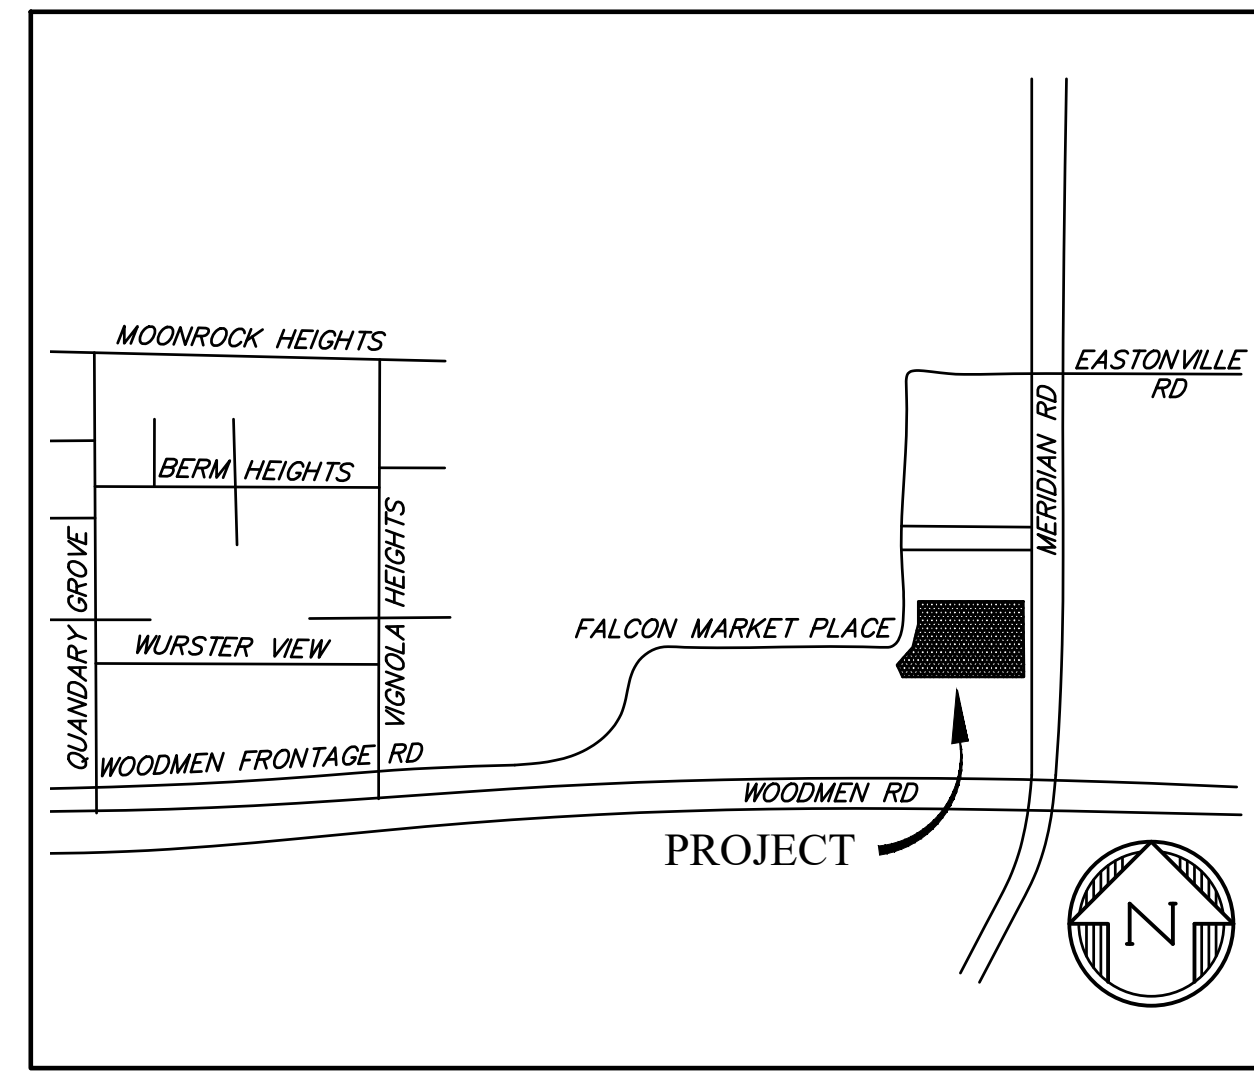 MOONROCK HEIGHTS
EASTONVILLE
RD
MERIDIAN RD
BERM HEIGHTS
QUANDARY GROVE
VIGNOLA HEIGHTS
FALCON MARKET PLACE
WURSTER VIEW
WOODMEN FRONTAGE RD
WOODMEN RD
PROJECT
N